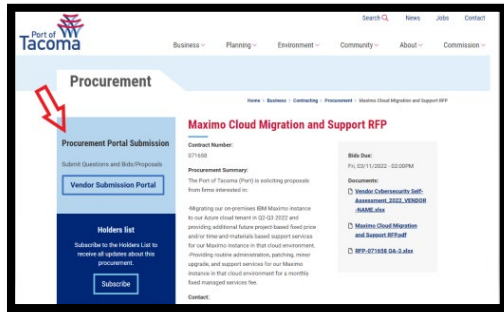 Search News Jobs Contact
Port of
Tacoma
Business Planning Environment Community About Commission
Procurement
Home > Business > Contracting > Procurement > Maximo Cloud Migration and Support RFP
Procurement Portal Submission
Submit Questions and Bids/Proposals
Vendor Submission Portal
Holders list
Subscribe to the Holders List to
receive all updates about this
procurement.
Subscribe
Maximo Cloud Migration and Support RFP
Contract Number:
071658
Procurement Summary:
The Port of Tacoma (Port) is soliciting proposals
from firms interested in:
-Migrating our on-premises IBM Maximo instance
to our Azure cloud tenant in Q2-Q3 2022 and
providing additional future project-based fixed price
and/or time-and-materials based support services
for our Maximo instance in that cloud environment.
-Providing routine administration, patching, minor
upgrade, and support services for our Maximo
instance in that cloud environment for a monthly
fixed managed services fee.
Contact:
Bids Due:
Fri, 03/11/2022 - 02:00PM
Documents:
Vendor Cybersecurity Self-
Assessment_2022_VENDOR
-NAME.xlsx
Maximo Cloud Migration
and Support RFP.pdf
RFP-071658 QA-3.xlsx